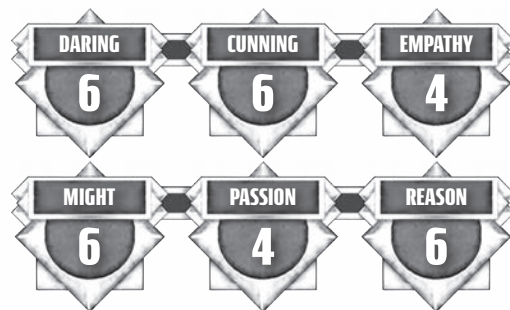 DARING CUNNING EMPATHY
6 6 4
MIGHT PASSION REASON
6 4 6